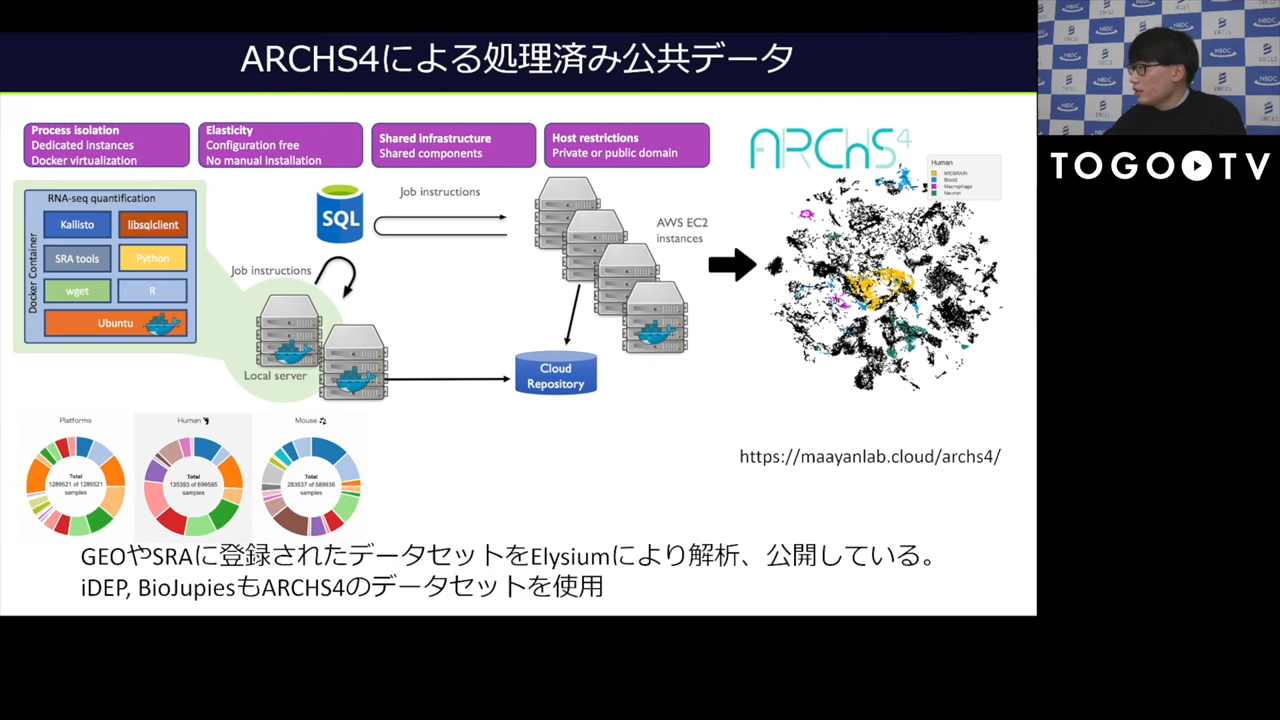 ARCHS4による処理済み公共データ
Process isolation
Dedicated instances
Docker virtualization
Elasticity
Configuration free
No manual installation
Shared infrastructure
Shared components
Host restrictions
Private or public domain
ARCHS4
Human
MIDBRAIN
Blood
Macrophage
Neuron
RNA-seq quantification
Docker Container
Kallisto
libsqlclient
SRA tools
Python
wget
R
Ubuntu
SQL
Job instructions
Job instructions
AWS EC2
instances
Local server
Cloud
Repository
Platforms
Total
1289521 of 1289521
samples
Human
Total
135393 of 699585
samples
Mouse
Total
283537 of 589936
samples
https://maayanlab.cloud/archs4/
GEOやSRAに登録されたデータセットをElysiumにより解析、公開している。
iDEP, BioJupiesもARCHS4のデータセットを使用
TOGO TV
NBDC
DBCLS